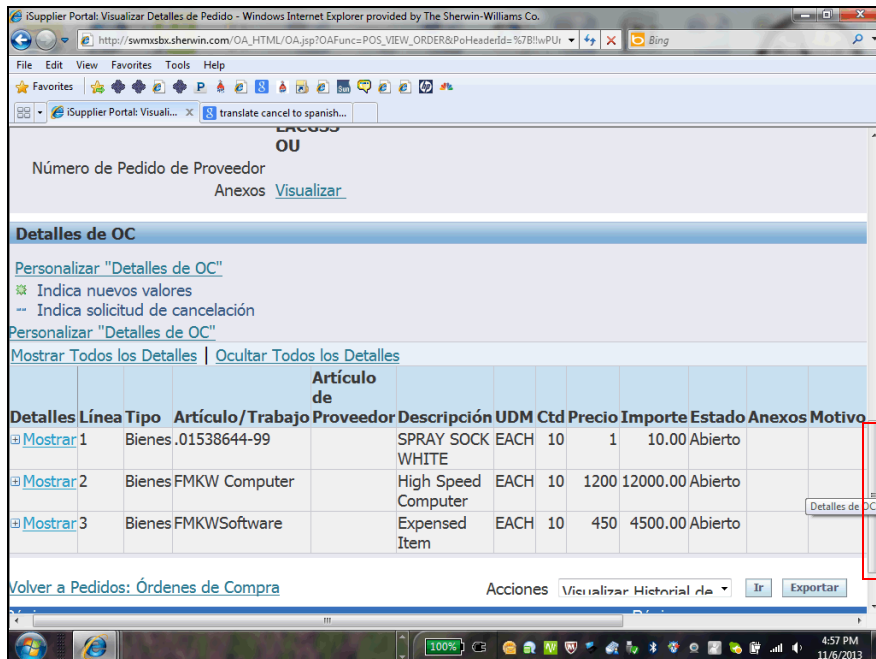 iSupplier Portal: Visualizar Detalles de Pedido - Windows Internet Explorer provided by The Sherwin-Williams Co.
http://swmxsbx.sherwin.com/OA_HTML/OA.jsp?OAFunc=POS_VIEW_ORDER&PoHeaderId=%7B!!wPUr
Bing
File Edit View Favorites Tools Help
Favorites
iSupplier Portal: Visuali... X translate cancel to spanish...
OU
Número de Pedido de Proveedor
Anexos Visualizar
Detalles de OC
Personalizar "Detalles de OC"
Indica nuevos valores
Indica solicitud de cancelación
Personalizar "Detalles de OC"
Mostrar Todos los Detalles | Ocultar Todos los Detalles
Detalles Línea Tipo Artículo/Trabajo Artículo de Proveedor Descripción UDM Ctd Precio Importe Estado Anexos Motivo
Mostrar 1 Bienes .01538644-99 SPRAY SOCK WHITE EACH 10 1 10.00 Abierto
Mostrar 2 Bienes FMKW Computer High Speed Computer EACH 10 1200 12000.00 Abierto
Mostrar 3 Bienes FMKWSoftware Expensed Item EACH 10 450 4500.00 Abierto
Detalles de OC
Volver a Pedidos: Órdenes de Compra Acciones Visualizar Historial de Ir Exportar
100%
4:57 PM
11/6/2013